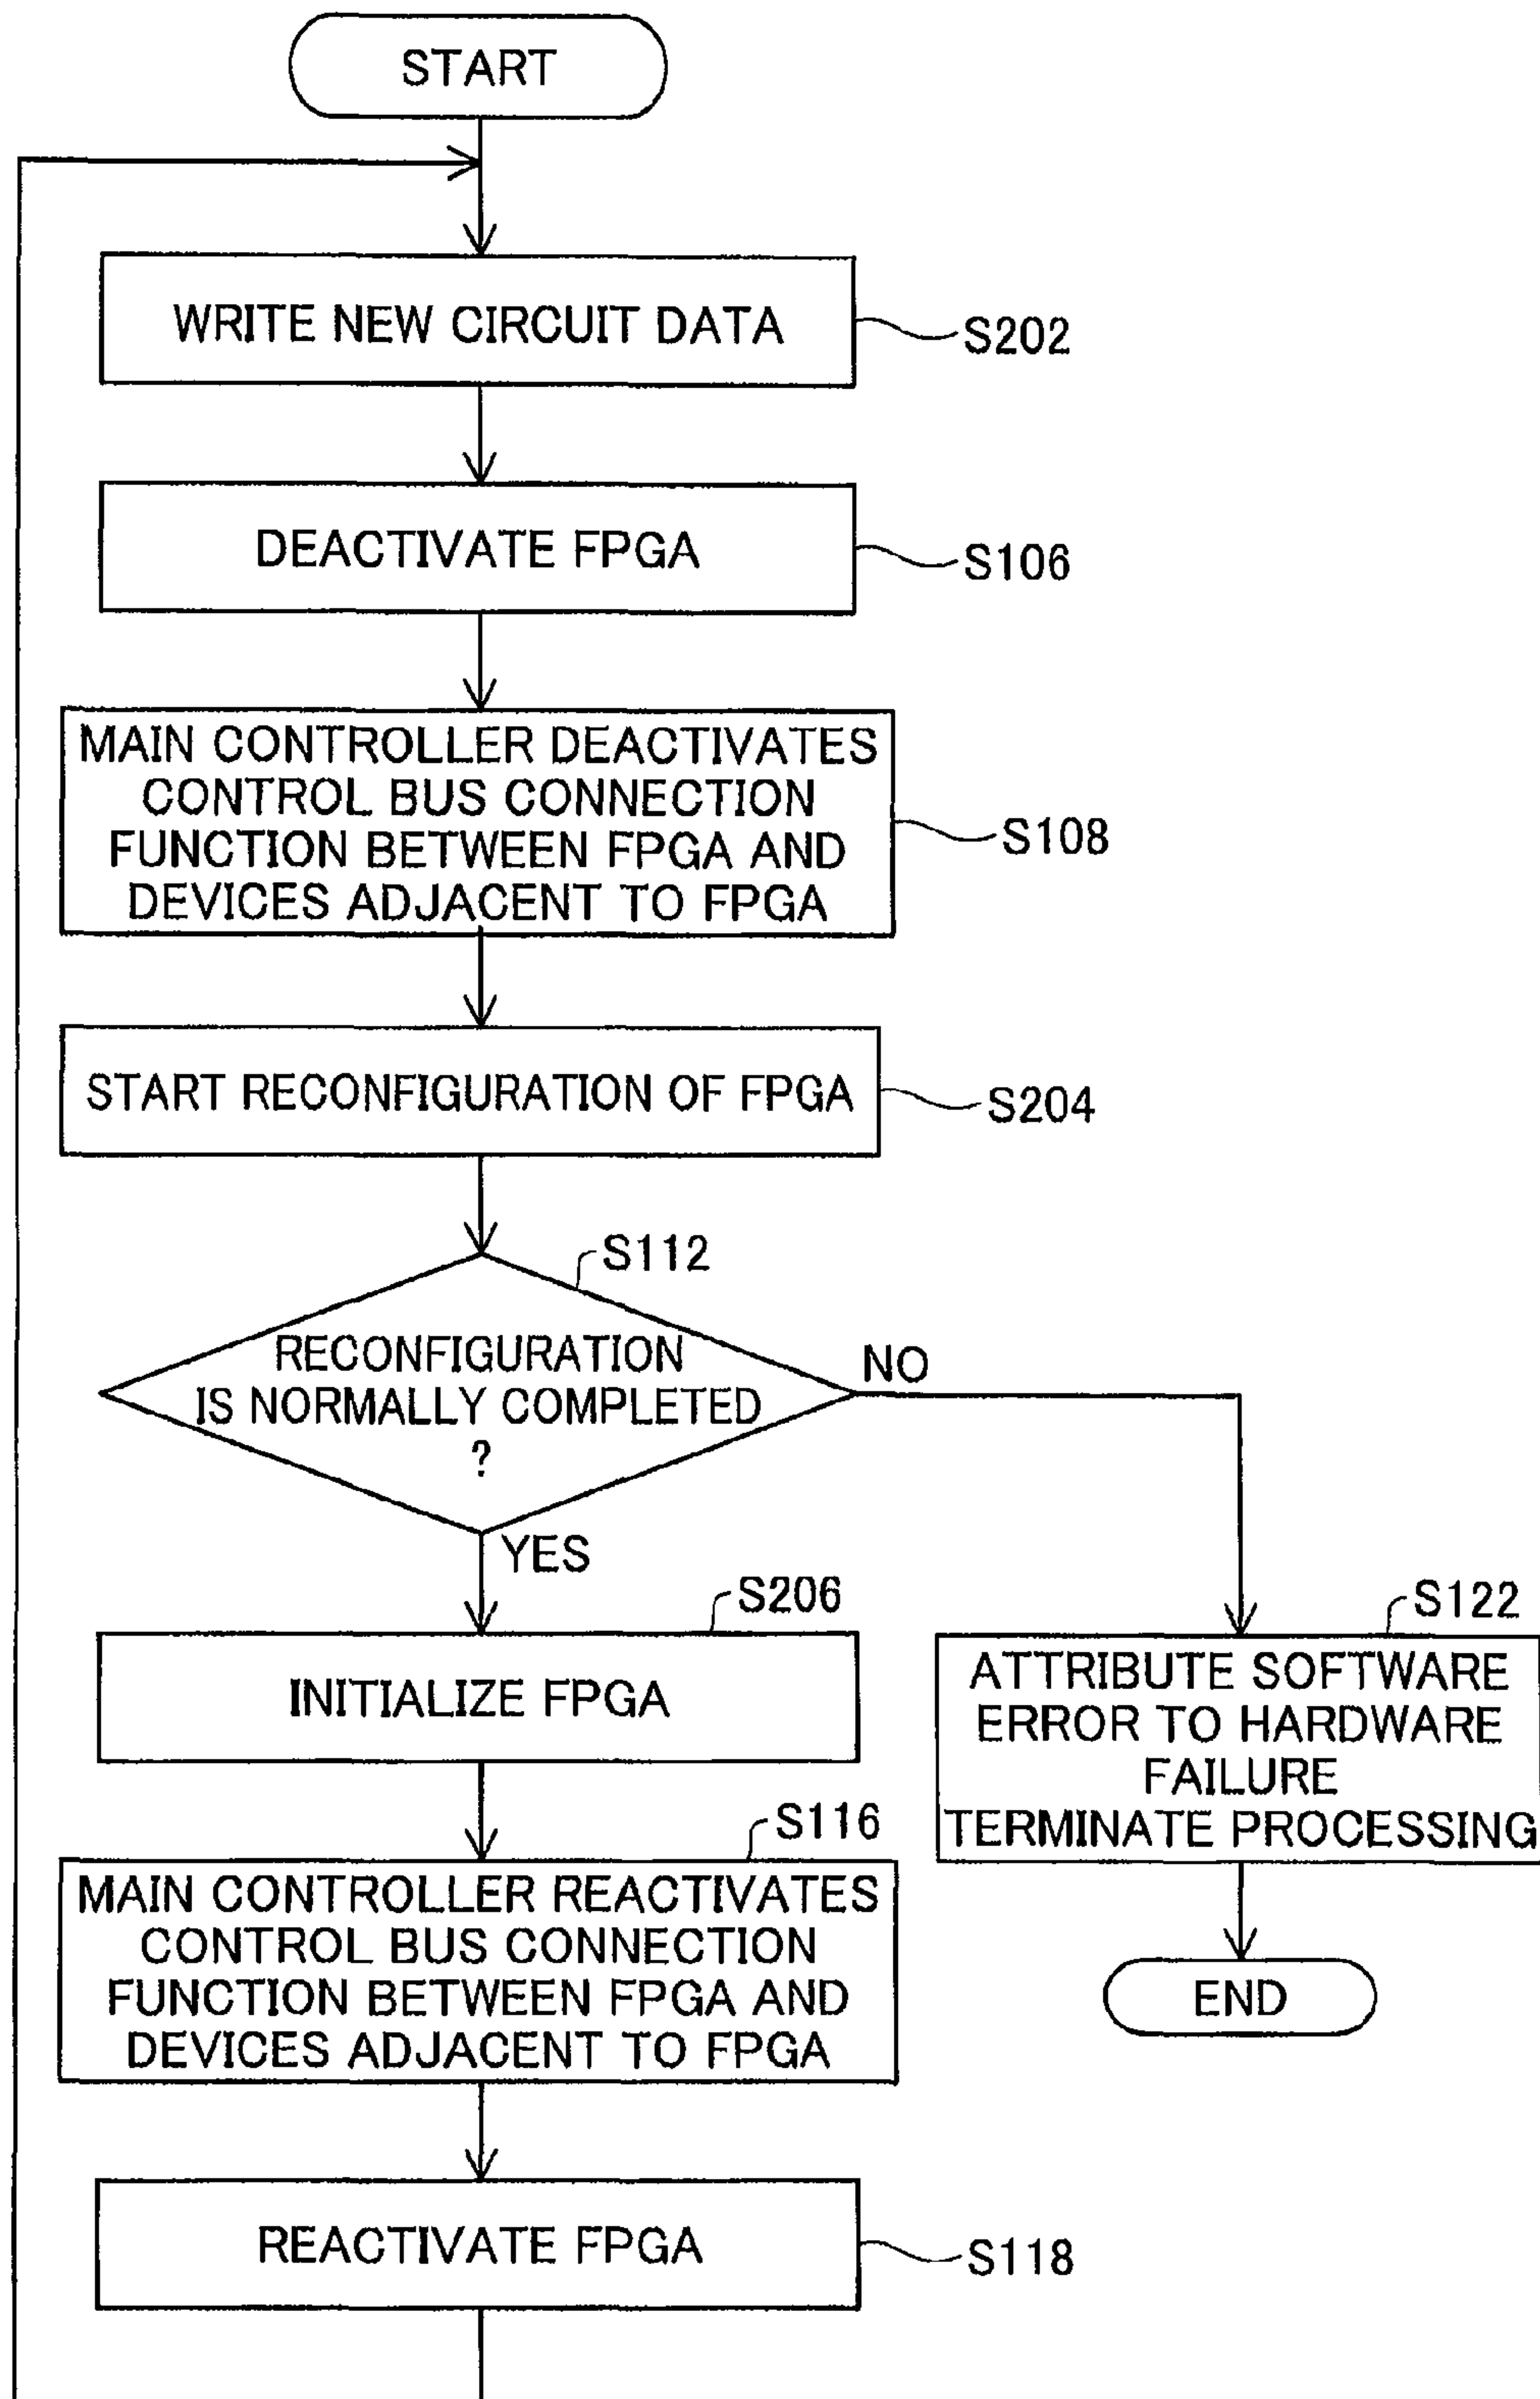 START
WRITE NEW CIRCUIT DATA
S202
DEACTIVATE FPGA
S106
MAIN CONTROLLER DEACTIVATES
CONTROL BUS CONNECTION
FUNCTION BETWEEN FPGA AND
DEVICES ADJACENT TO FPGA
S108
START RECONFIGURATION OF FPGA
S204
S112
RECONFIGURATION
IS NORMALLY COMPLETED
?
NO
YES
S206
INITIALIZE FPGA
S122
ATTRIBUTE SOFTWARE
ERROR TO HARDWARE
FAILURE
TERMINATE PROCESSING
S116
MAIN CONTROLLER REACTIVATES
CONTROL BUS CONNECTION
FUNCTION BETWEEN FPGA AND
DEVICES ADJACENT TO FPGA
END
REACTIVATE FPGA
S118